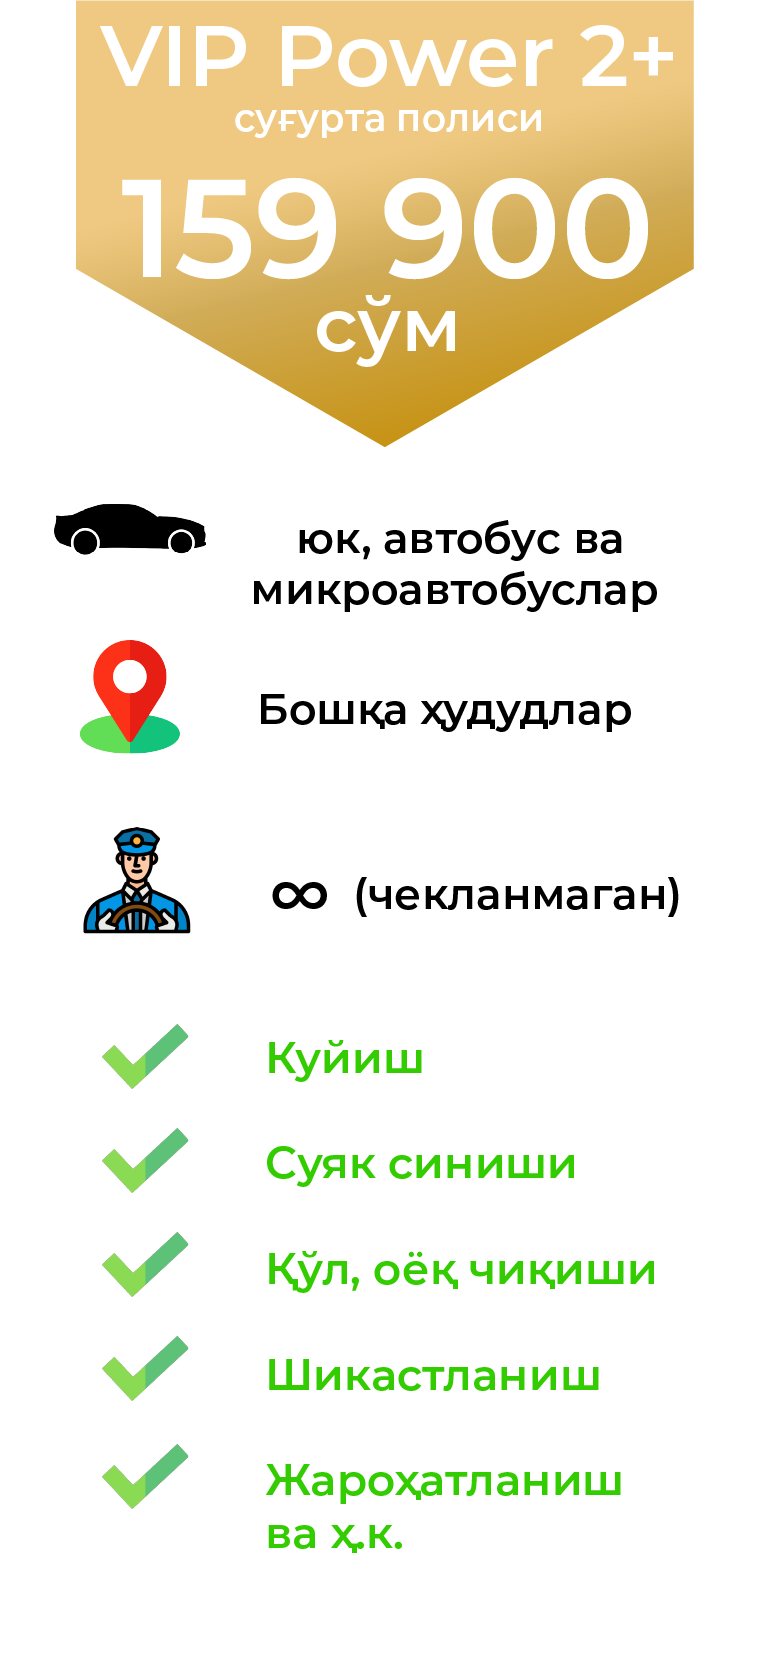 VIP Power 2+
суғурта полиси
159 900
сўм
юк, автобус ва
микроавтобуслар
Бошқа ҳудудлар
∞ (чекланмаган)
Куйиш
Суяк синиши
Қўл, оёқ чиқиши
Шикастланиш
Жароҳатланиш
ва ҳ.к.